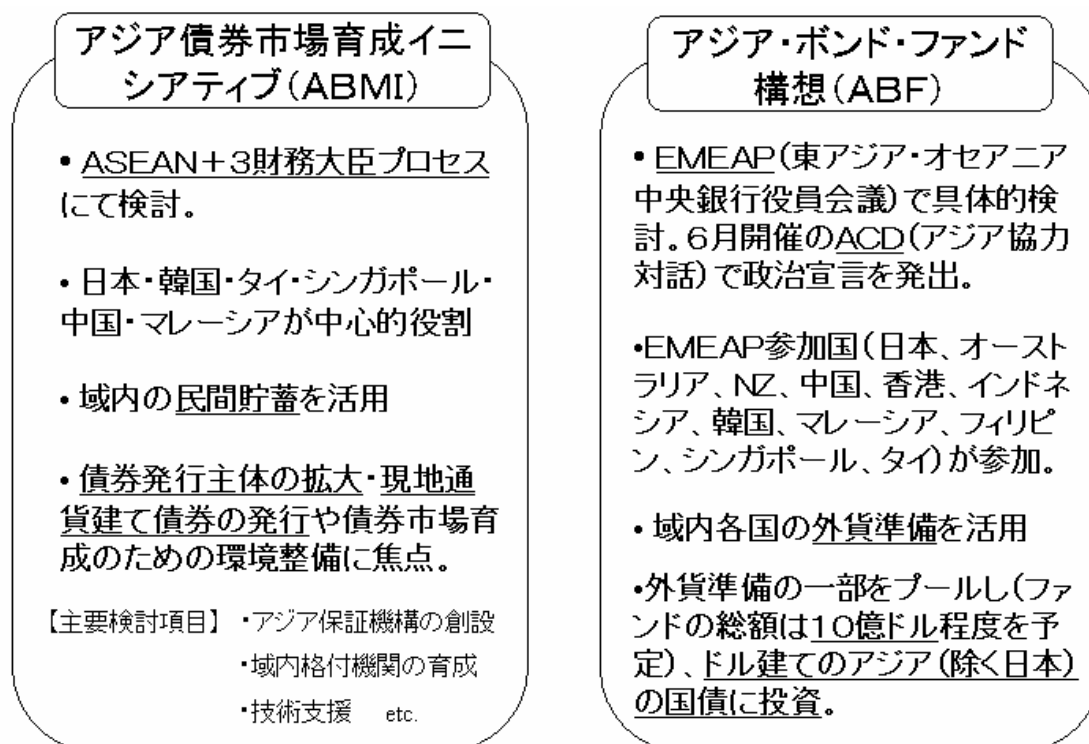 アジア債券市場育成イニ
シアティブ(ABMI)
・ASEAN+3財務大臣プロセス
にて検討。
・日本・韓国・タイ・シンガポール・
中国・マレーシアが中心的役割
・域内の民間貯蓄を活用
・債券発行主体の拡大・現地通
貨建て債券の発行や債券市場育
成のための環境整備に焦点。
【主要検討項目】 ・アジア保証機構の創設
・域内格付機関の育成
・技術支援 etc.
アジア・ボンド・ファンド
構想(ABF)
・EMEAP(東アジア・オセアニア
中央銀行役員会議)で具体的検
討。6月開催のACD(アジア協力
対話)で政治宣言を発出。
・EMEAP参加国(日本、オースト
ラリア、NZ、中国、香港、インドネ
シア、韓国、マレーシア、フィリピ
ン、シンガポール、タイ)が参加。
・域内各国の外貨準備を活用
・外貨準備の一部をプールし(ファ
ンドの総額は10億ドル程度を予
定)、ドル建てのアジア(除く日本)
の国債に投資。